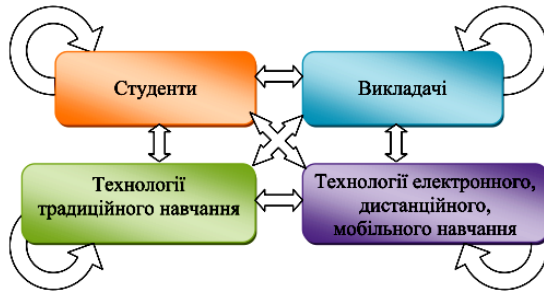 Студенти
Викладачі
Технології
традиційного навчання
Технології електронного,
дистанційного,
мобільного навчання